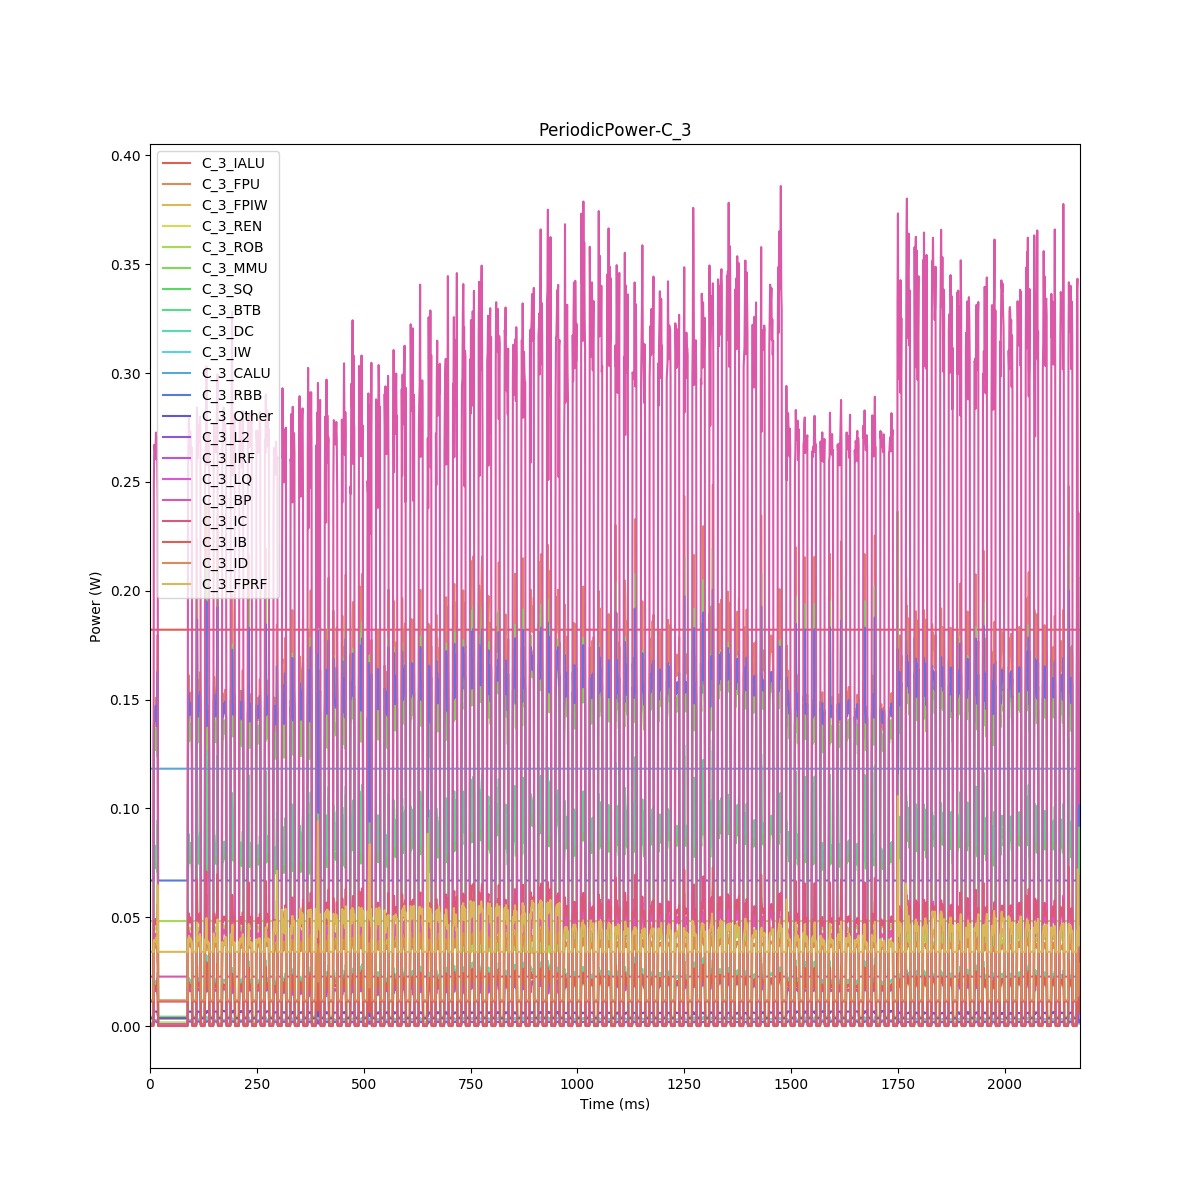 PeriodicPower-C_3
0.40
0.35
0.30
0.25
0.20
0.15
0.10
0.05
0.00
Power (W)
C_3_IALU
C_3_FPU
C_3_FPIW
C_3_REN
C_3_ROB
C_3_MMU
C_3_SQ
C_3_BTB
C_3_DC
C_3_IW
C_3_CALU
C_3_RBB
C_3_Other
C_3_L2
C_3_IRF
C_3_LQ
C_3_BP
C_3_IC
C_3_IB
C_3_ID
C_3_FPRF
0 250 500 750 1000 1250 1500 1750 2000
Time (ms)